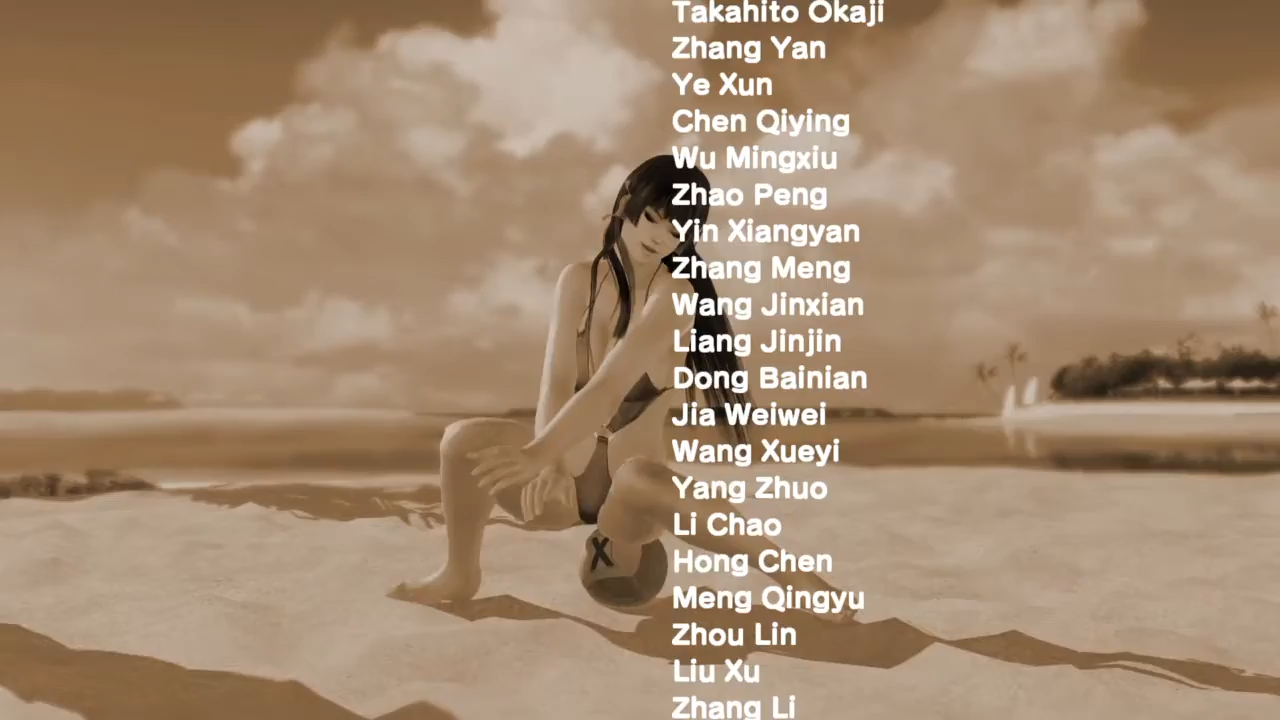 Takahito Okaji
Zhang Yan
Ye Xun
Chen Qiying
Wu Mingxiu
Zhao Peng
Yin Xiangyan
Zhang Meng
Wang Jinxian
Liang Jinjin
Dong Bainian
Jia Weiwei
Wang Xueyi
Yang Zhuo
Li Chao
Hong Chen
X
Meng Qingyu
Zhou Lin
Liu Xu
Zhang Li